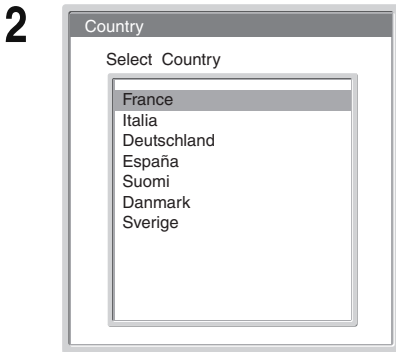 2
Country
Select Country
France
Italia
Deutschland
España
Suomi
Danmark
Sverige